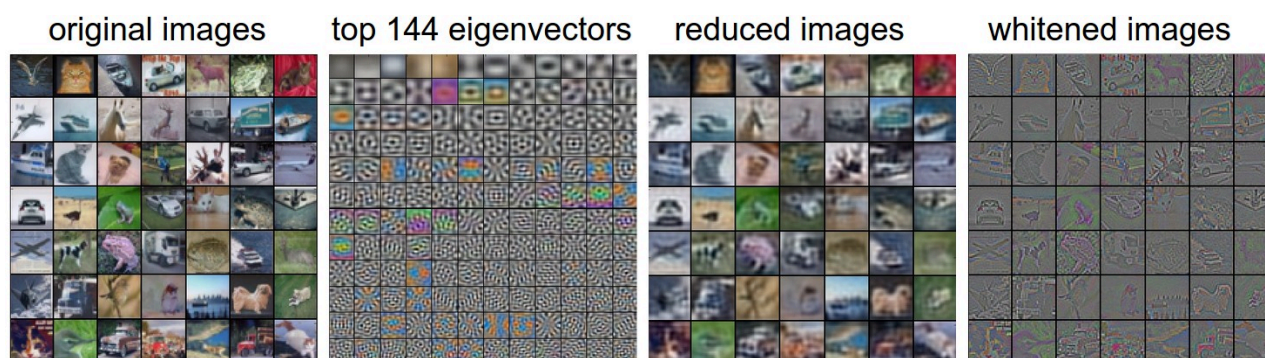 original images
top 144 eigenvectors
reduced images
whitened images